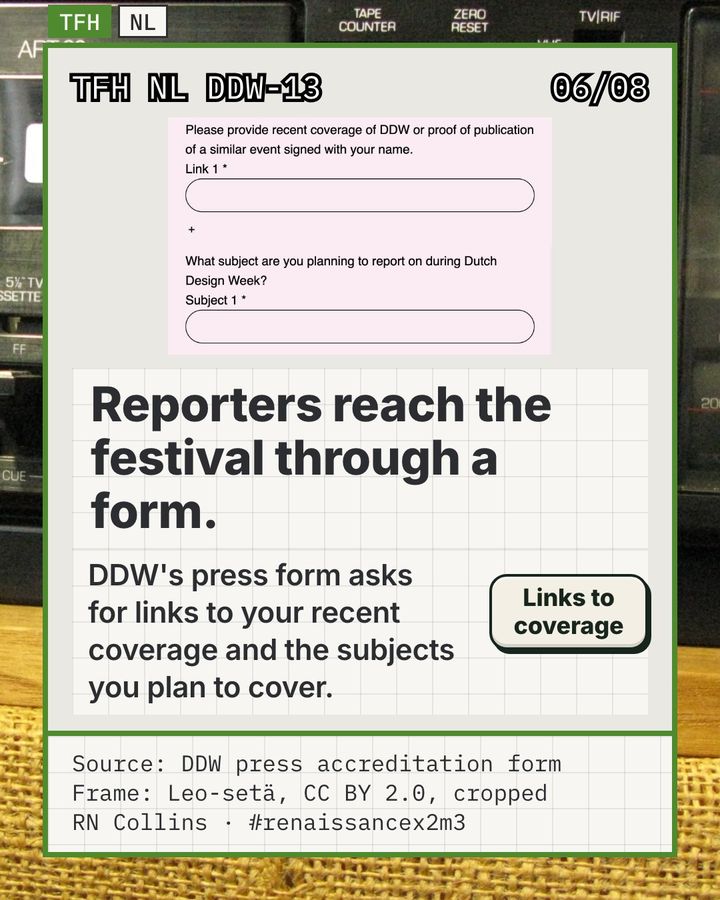 TAPE
COUNTER
ZERO
RESET
TV|RIF
TFH
NL
TFH NL DDW-13
06/08
Please provide recent coverage of DDW or proof of publication
of a similar event signed with your name.
Link 1 *
+
What subject are you planning to report on during Dutch
Design Week?
Subject 1 *
FF
CUE
Reporters reach the
festival through a
form.
DDW's press form asks
for links to your recent
coverage and the subjects
you plan to cover.
Links to
coverage
Source: DDW press accreditation form
Frame: Leo-setä, CC BY 2.0, cropped
RN Collins · #renaissancex2m3